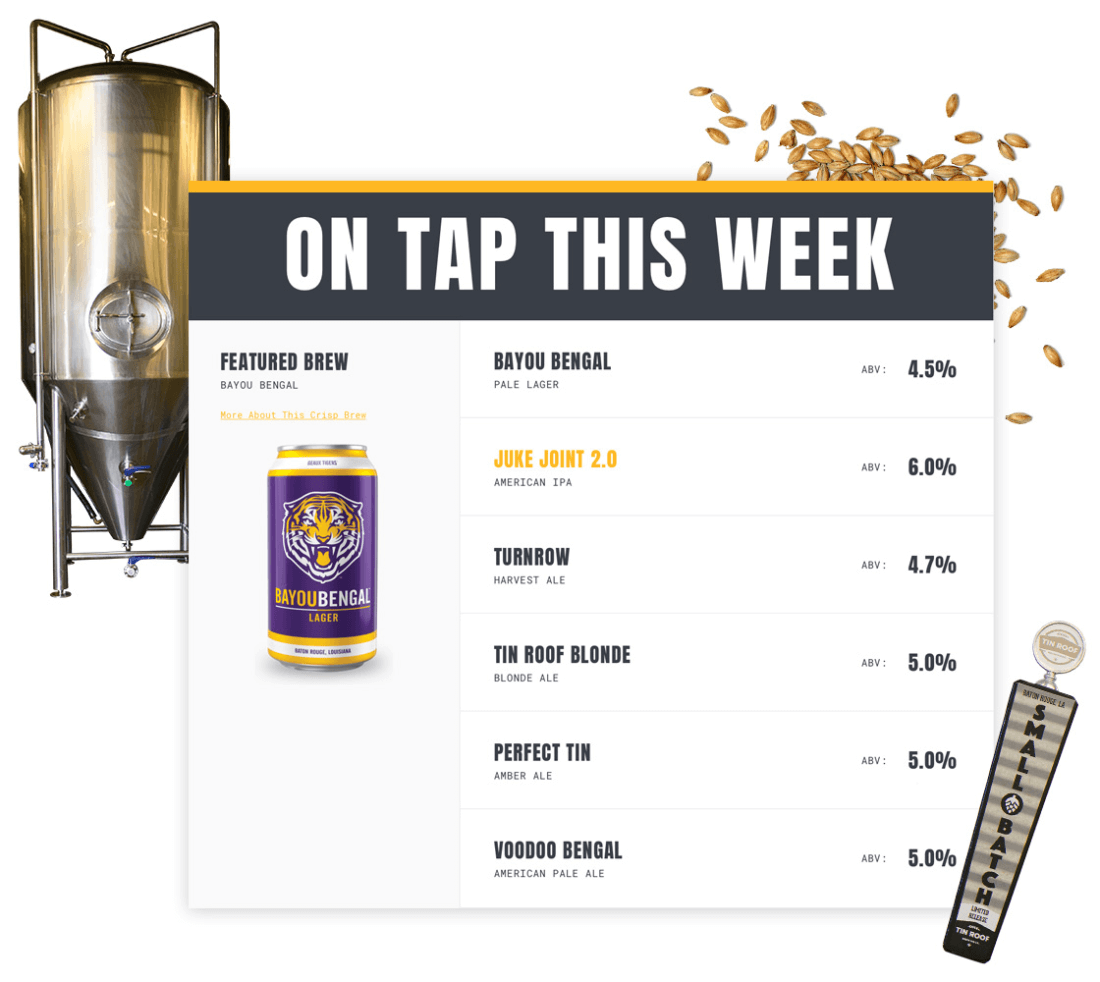 ON TAP THIS WEEK
FEATURED BREW
BAYOU BENGAL
More About This Crisp Brew
BAYOUBENGAL
LAGER
BATON ROUGE, LOUISIANA
BAYOU BENGAL
PALE LAGER
ABV: 4.5%
JUKE JOINT 2.0
AMERICAN IPA
ABV: 6.0%
TURNROW
HARVEST ALE
ABV: 4.7%
TIN ROOF BLONDE
BLONDE ALE
ABV: 5.0%
PERFECT TIN
AMBER ALE
ABV: 5.0%
VOODOO BENGAL
AMERICAN PALE ALE
ABV: 5.0%
TIN ROOF
BATON ROUGE, LA
SMALL BATCH
LIMITED
RELEASE
TIN ROOF